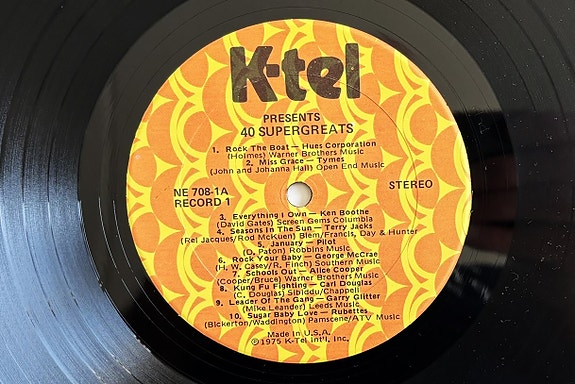 K-tel
PRESENTS
40 SUPERGREATS
1. Rock The Boat — Hues Corporation
(Holmes) Warner Brothers Music
2. Miss Grace — Tymes
(John and Johanna Hall) Open End Music
NE 708-1A
RECORD 1
STEREO
3. Everything I Own — Ken Boothe
(David Gates) Screen Gems Columbia
4. Seasons In The Sun — Terry Jacks
(Rel Jacques/Rod McKuen) Blem/Francis, Day & Hunter
5. January — Pilot
(D. Paton) Robbins Music
6. Rock Your Baby — George McCrae
(H. W. Casey/R. Finch) Southern Music
7. Schools Out — Alice Cooper
(Cooper/Bruce) Warner Brothers Music
8. Kung Fu Fighting — Carl Douglas
(C. Douglas) Sibiddu/Chappell
9. Leader Of The Gang — Garry Glitter
(Mike Leander) Leeds Music
10. Sugar Baby Love — Rubettes
(Bickerton/Waddington) Pamscene/ATV Music
Made In U.S.A.
©1975 K-Tel Int'l, Inc.